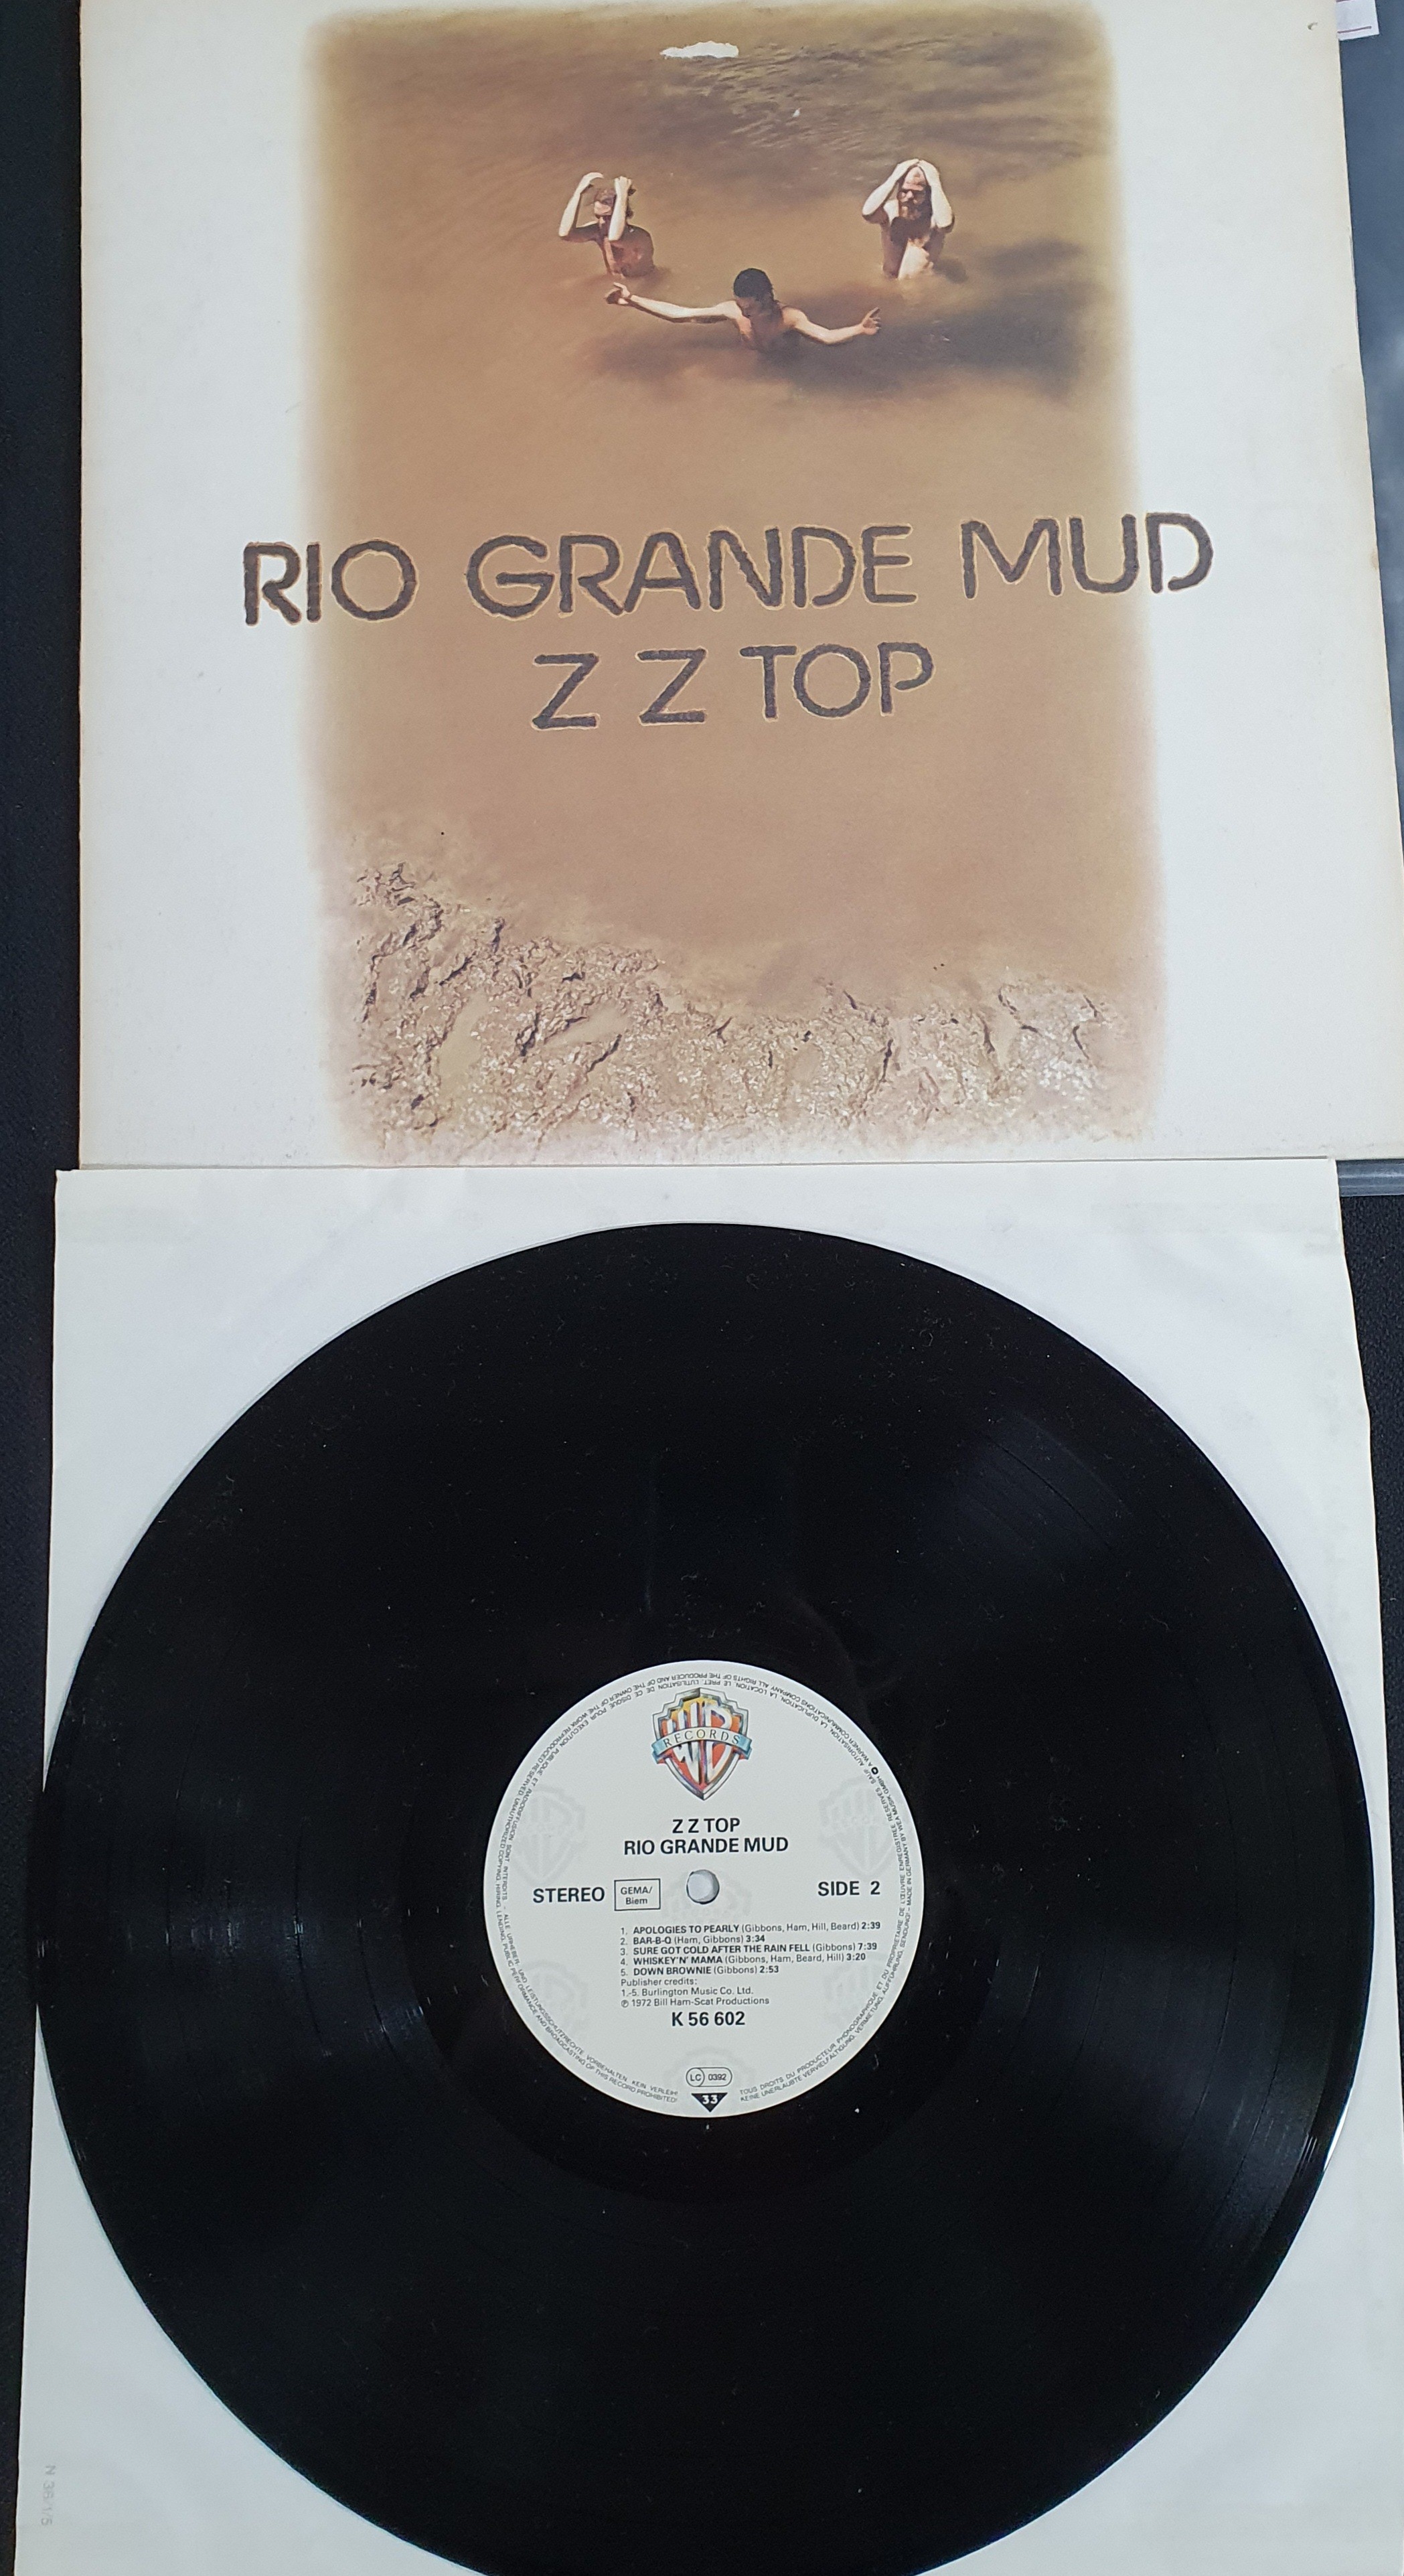 RIO GRANDE MUD
Z Z TOP
RECORDS
Z Z TOP
RIO GRANDE MUD
STEREO GEMA/ Biem SIDE 2
1. APOLOGIES TO PEARLY (Gibbons, Ham, Hill, Beard) 2:39
2. BAR-B-Q (Ham, Gibbons) 3:34
3. SURE GOT COLD AFTER THE RAIN FELL (Gibbons) 7:39
4. WHISKEY'N' MAMA (Gibbons, Ham, Beard, Hill) 3:20
5. DOWN BROWNIE (Gibbons) 2:53
Publisher credits:
1.-5. Burlington Music Co. Ltd.
℗ 1972 Bill Ham-Scat Productions
K 56 602
LC 0392
33
N 36/1/5